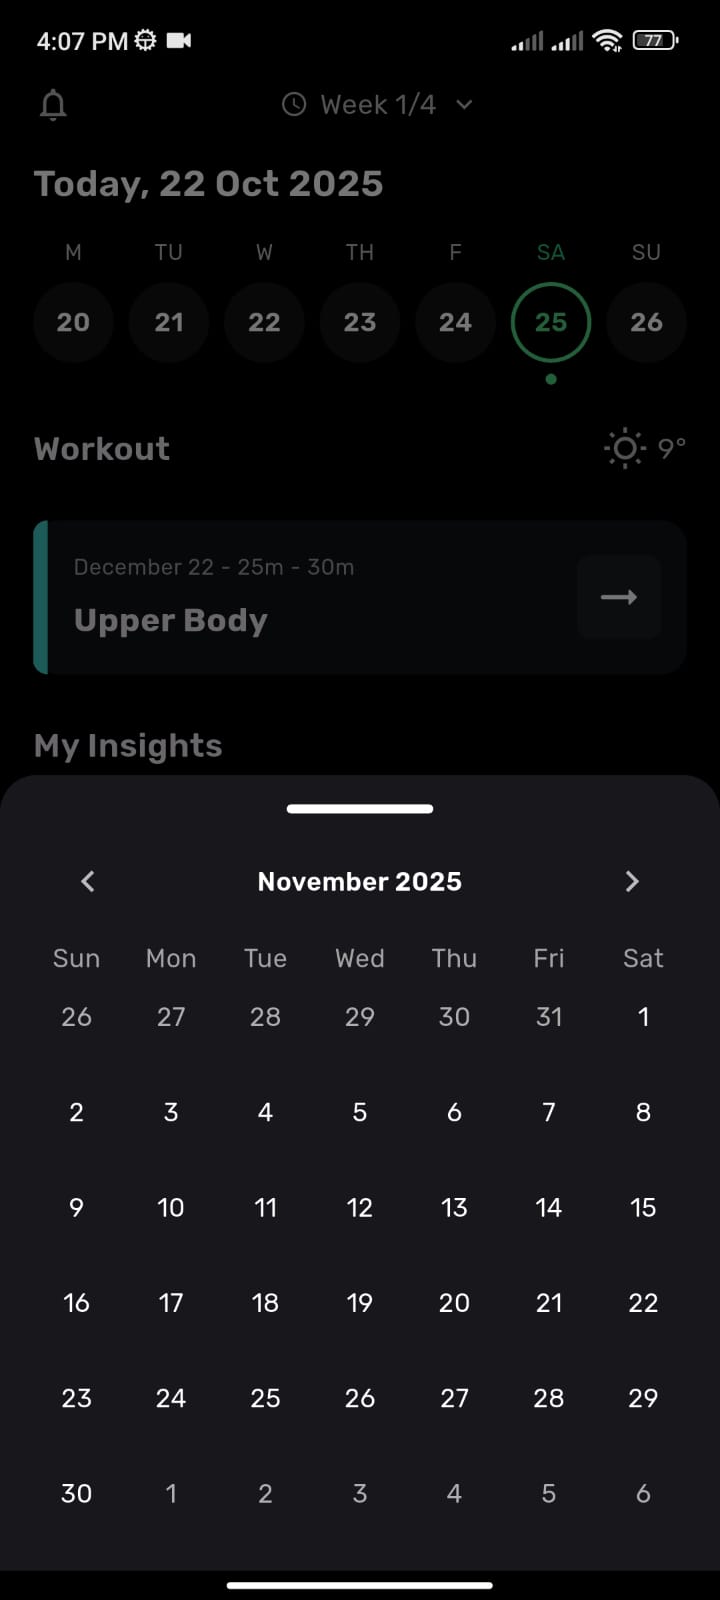 4:07 PM 77
Week 1/4
Today, 22 Oct 2025
M TU W TH F SA SU
20 21 22 23 24 25 26
Workout 9°
December 22 - 25m - 30m
Upper Body
My Insights
November 2025
Sun Mon Tue Wed Thu Fri Sat
26 27 28 29 30 31 1
2 3 4 5 6 7 8
9 10 11 12 13 14 15
16 17 18 19 20 21 22
23 24 25 26 27 28 29
30 1 2 3 4 5 6